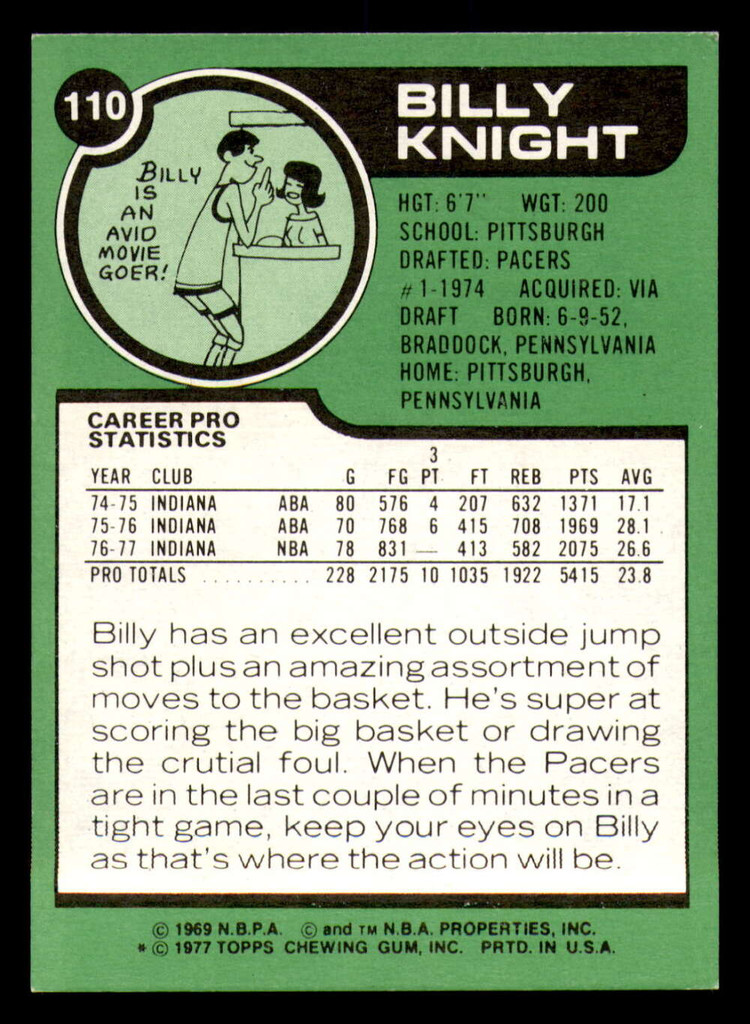 110
BILLY
KNIGHT
BILLY
IS
AN
AVID
MOVIE
GOER!
HGT: 6'7'' WGT: 200
SCHOOL: PITTSBURGH
DRAFTED: PACERS
#1-1974 ACQUIRED: VIA
DRAFT BORN: 6-9-52,
BRADDOCK, PENNSYLVANIA
HOME: PITTSBURGH,
PENNSYLVANIA
CAREER PRO
STATISTICS
3
YEAR CLUB G FG PT FT REB PTS AVG
74-75 INDIANA ABA 80 576 4 207 632 1371 17.1
75-76 INDIANA ABA 70 768 6 415 708 1969 28.1
76-77 INDIANA NBA 78 831 — 413 582 2075 26.6
PRO TOTALS .......... 228 2175 10 1035 1922 5415 23.8
Billy has an excellent outside jump
shot plus an amazing assortment of
moves to the basket. He's super at
scoring the big basket or drawing
the crutial foul. When the Pacers
are in the last couple of minutes in a
tight game, keep your eyes on Billy
as that's where the action will be.
© 1969 N.B.P.A. © and TM N.B.A. PROPERTIES, INC.
* © 1977 TOPPS CHEWING GUM, INC. PRTD. IN U.S.A.